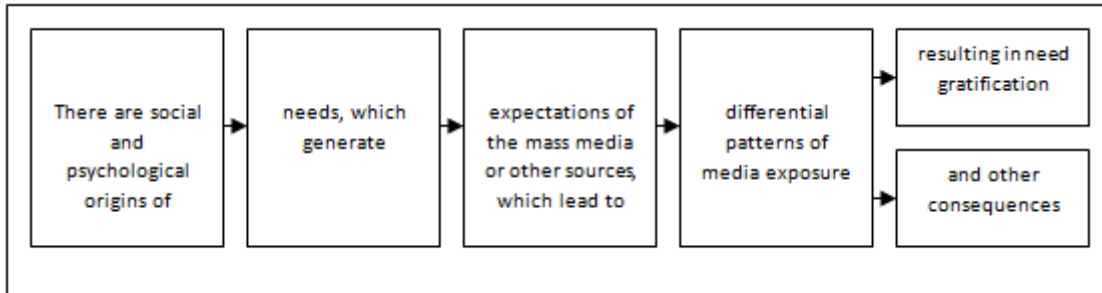 There are social
and
psychological
origins of
needs, which
generate
expectations of
the mass media
or other sources,
which lead to
differential
patterns of
media exposure
resulting in need
gratification
and other
consequences